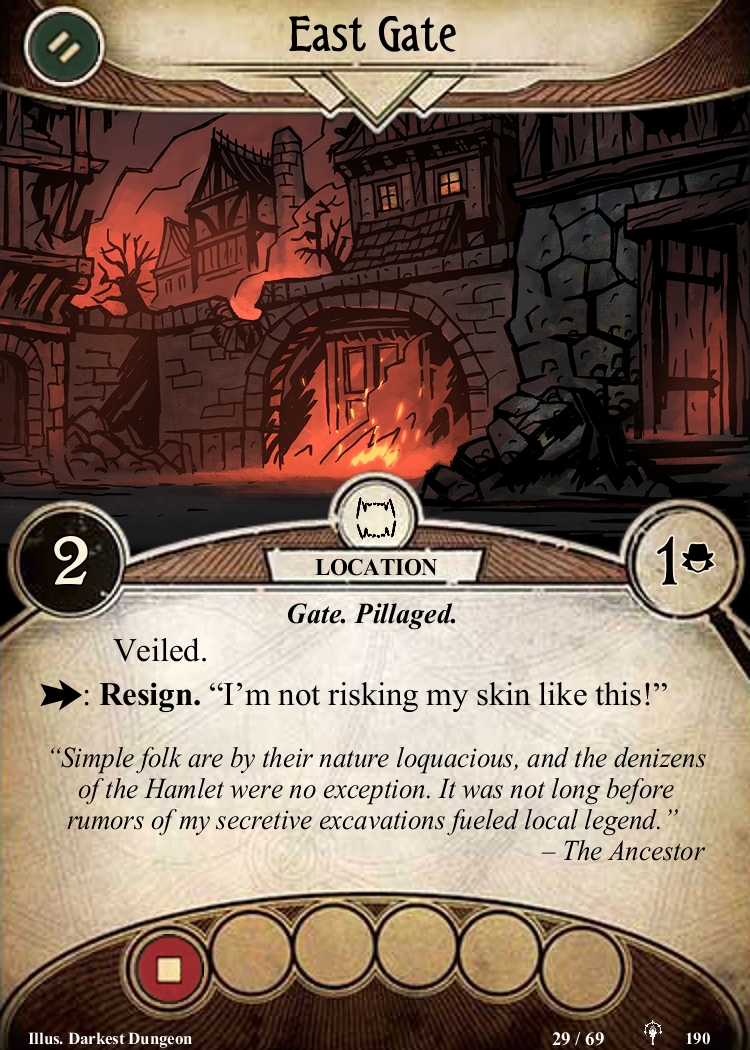 East Gate
2
1
LOCATION
Gate. Pillaged.
Veiled.
: Resign. “I’m not risking my skin like this!”
“Simple folk are by their nature loquacious, and the denizens
of the Hamlet were no exception. It was not long before
rumors of my secretive excavations fueled local legend.”
– The Ancestor
Illus. Darkest Dungeon
29 / 69
190